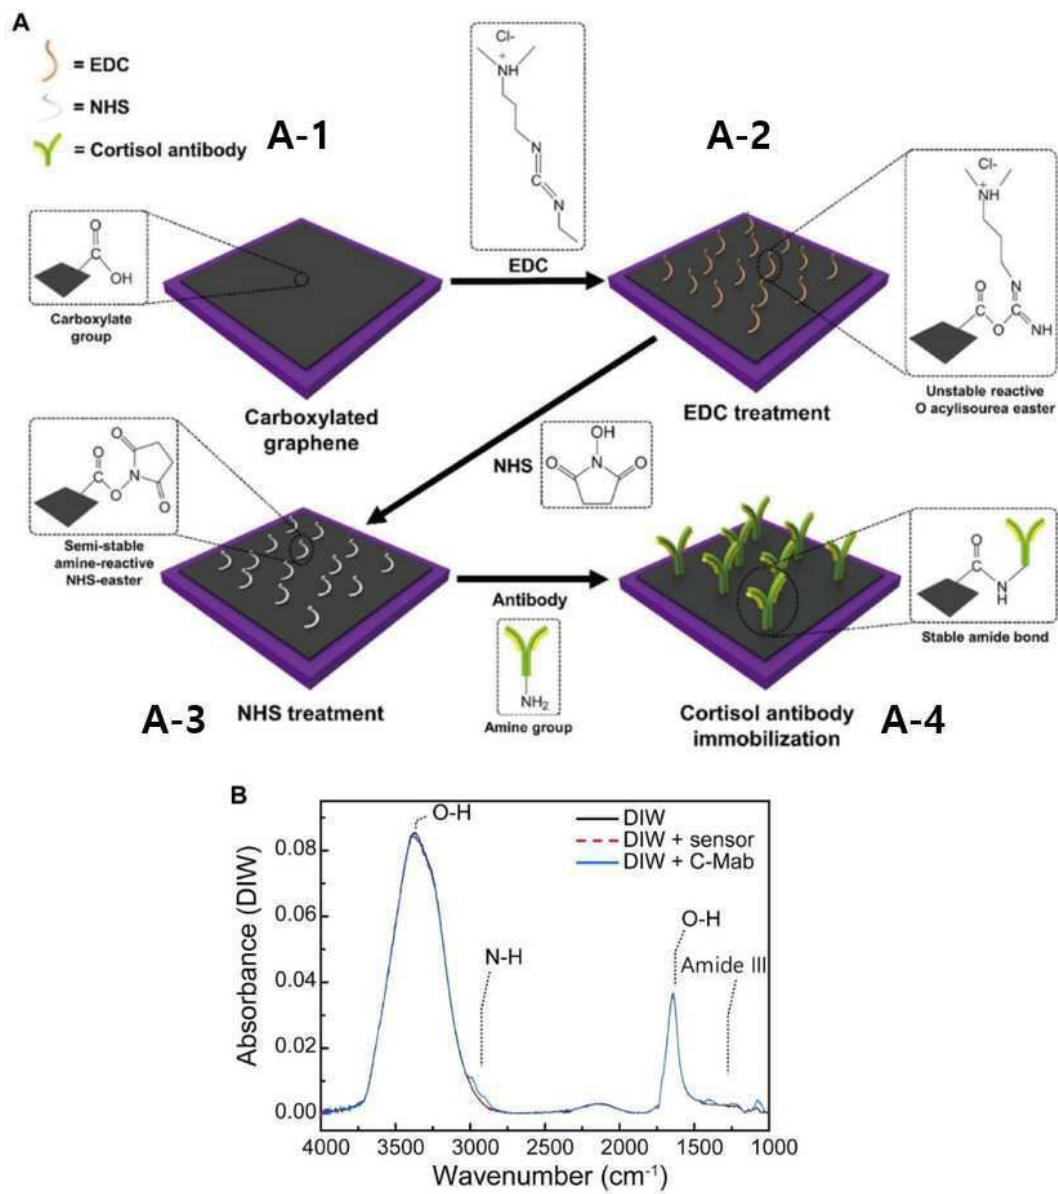 A
= EDC
= NHS
= Cortisol antibody
A-1
A-2
Cl-
+
NH
N
C
N
EDC
O
C
OH
Carboxylate
group
Carboxylated
graphene
EDC treatment
Cl-
+
NH
N
O
C
O
C
NH
Unstable reactive
O acylisourea easter
NHS
OH
N
O
O
O
O
C
O
N
O
Semi-stable
amine-reactive
NHS-easter
Antibody
NH2
Amine group
O
C
N
H
Stable amide bond
A-3
NHS treatment
Cortisol antibody
immobilization
A-4
B
O-H
DIW
DIW + sensor
DIW + C-Mab
N-H
O-H
Amide III
Absorbance (DIW)
0.08
0.06
0.04
0.02
0.00
4000
3500
3000
2500
2000
1500
1000
Wavenumber (cm-1)